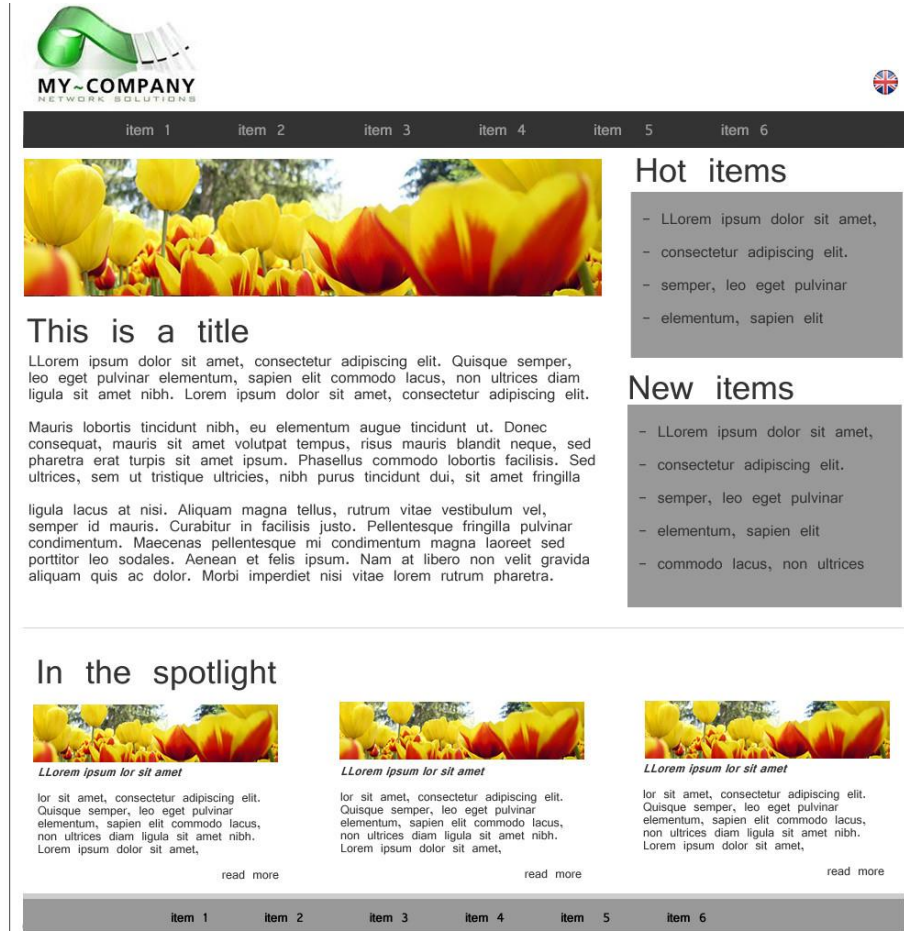 MY~COMPANY
NETWORK SOLUTIONS
item 1 item 2 item 3 item 4 item 5 item 6
This is a title
LLorem ipsum dolor sit amet, consectetur adipiscing elit. Quisque semper,
leo eget pulvinar elementum, sapien elit commodo lacus, non ultrices diam
ligula sit amet nibh. Lorem ipsum dolor sit amet, consectetur adipiscing elit.
Mauris lobortis tincidunt nibh, eu elementum augue tincidunt ut. Donec
consequat, mauris sit amet volutpat tempus, risus mauris blandit neque, sed
pharetra erat turpis sit amet ipsum. Phasellus commodo lobortis facilisis. Sed
ultrices, sem ut tristique ultricies, nibh purus tincidunt dui, sit amet fringilla
ligula lacus at nisi. Aliquam magna tellus, rutrum vitae vestibulum vel,
semper id mauris. Curabitur in facilisis justo. Pellentesque fringilla pulvinar
condimentum. Maecenas pellentesque mi condimentum magna laoreet sed
porttitor leo sodales. Aenean et felis ipsum. Nam at libero non velit gravida
aliquam quis ac dolor. Morbi imperdiet nisi vitae lorem rutrum pharetra.
Hot items
- LLorem ipsum dolor sit amet,
- consectetur adipiscing elit.
- semper, leo eget pulvinar
- elementum, sapien elit
New items
- LLorem ipsum dolor sit amet,
- consectetur adipiscing elit.
- semper, leo eget pulvinar
- elementum, sapien elit
- commodo lacus, non ultrices
In the spotlight
LLorem ipsum lor sit amet
lor sit amet, consectetur adipiscing elit.
Quisque semper, leo eget pulvinar
elementum, sapien elit commodo lacus,
non ultrices diam ligula sit amet nibh.
Lorem ipsum dolor sit amet,
read more
LLorem ipsum lor sit amet
lor sit amet, consectetur adipiscing elit.
Quisque semper, leo eget pulvinar
elementum, sapien elit commodo lacus,
non ultrices diam ligula sit amet nibh.
Lorem ipsum dolor sit amet,
read more
LLorem ipsum lor sit amet
lor sit amet, consectetur adipiscing elit.
Quisque semper, leo eget pulvinar
elementum, sapien elit commodo lacus,
non ultrices diam ligula sit amet nibh.
Lorem ipsum dolor sit amet,
read more
item 1 item 2 item 3 item 4 item 5 item 6